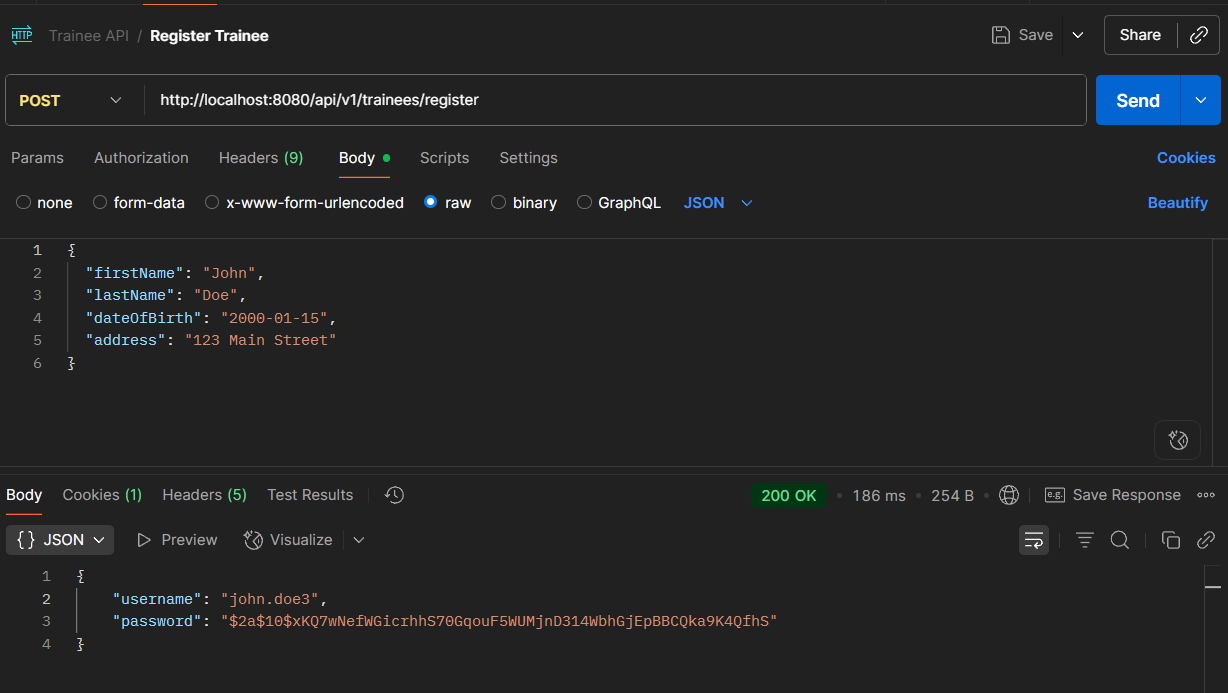 HTTP Trainee API / Register Trainee Save Share
POST http://localhost:8080/api/v1/trainees/register Send
Params Authorization Headers (9) Body Scripts Settings Cookies
none form-data x-www-form-urlencoded raw binary GraphQL JSON Beautify
1 {
2 "firstName": "John",
3 "lastName": "Doe",
4 "dateOfBirth": "2000-01-15",
5 "address": "123 Main Street"
6 }
Body Cookies (1) Headers (5) Test Results 200 OK • 186 ms • 254 B • e.g. Save Response
{} JSON Preview Visualize
1 {
2 "username": "john.doe3",
3 "password": "$2a$10$xKQ7wNefWGicrhhS70GqouF5WUMjnD314WbhGjEpBBCQka9K4QfhS"
4 }